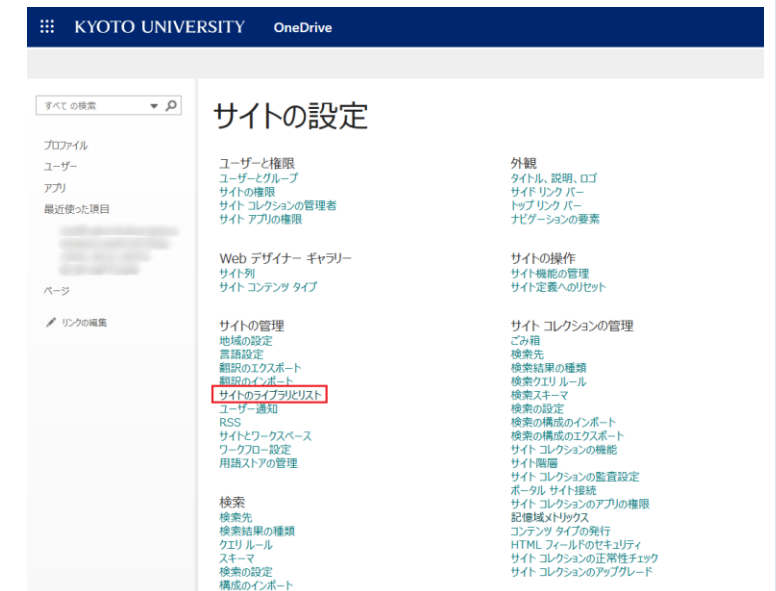 KYOTO UNIVERSITY OneDrive
すべて の検索
プロファイル
ユーザー
アプリ
最近使った項目
ページ
リンクの編集
サイトの設定
ユーザーと権限
ユーザーとグループ
サイトの権限
サイト コレクションの管理者
サイト アプリの権限
Web デザイナー ギャラリー
サイト列
サイト コンテンツ タイプ
サイトの管理
地域の設定
言語設定
翻訳のエクスポート
翻訳のインポート
サイトのライブラリとリスト
ユーザー通知
RSS
サイトとワークスペース
ワークフロー設定
用語ストアの管理
検索
検索先
検索結果の種類
クエリ ルール
スキーマ
検索の設定
構成のインポート
外観
タイトル、説明、ロゴ
サイド リンク バー
トップ リンク バー
ナビゲーションの要素
サイトの操作
サイト機能の管理
サイト定義へのリセット
サイト コレクションの管理
ごみ箱
検索先
検索結果の種類
検索クエリ ルール
検索スキーマ
検索の設定
検索の構成のインポート
検索の構成のエクスポート
サイト コレクションの機能
サイト階層
サイト コレクションの監査設定
ポータル サイト接続
サイト コレクションのアプリの権限
記憶域メトリックス
コンテンツ タイプの発行
HTML フィールドのセキュリティ
サイト コレクションの正常性チェック
サイト コレクションのアップグレード